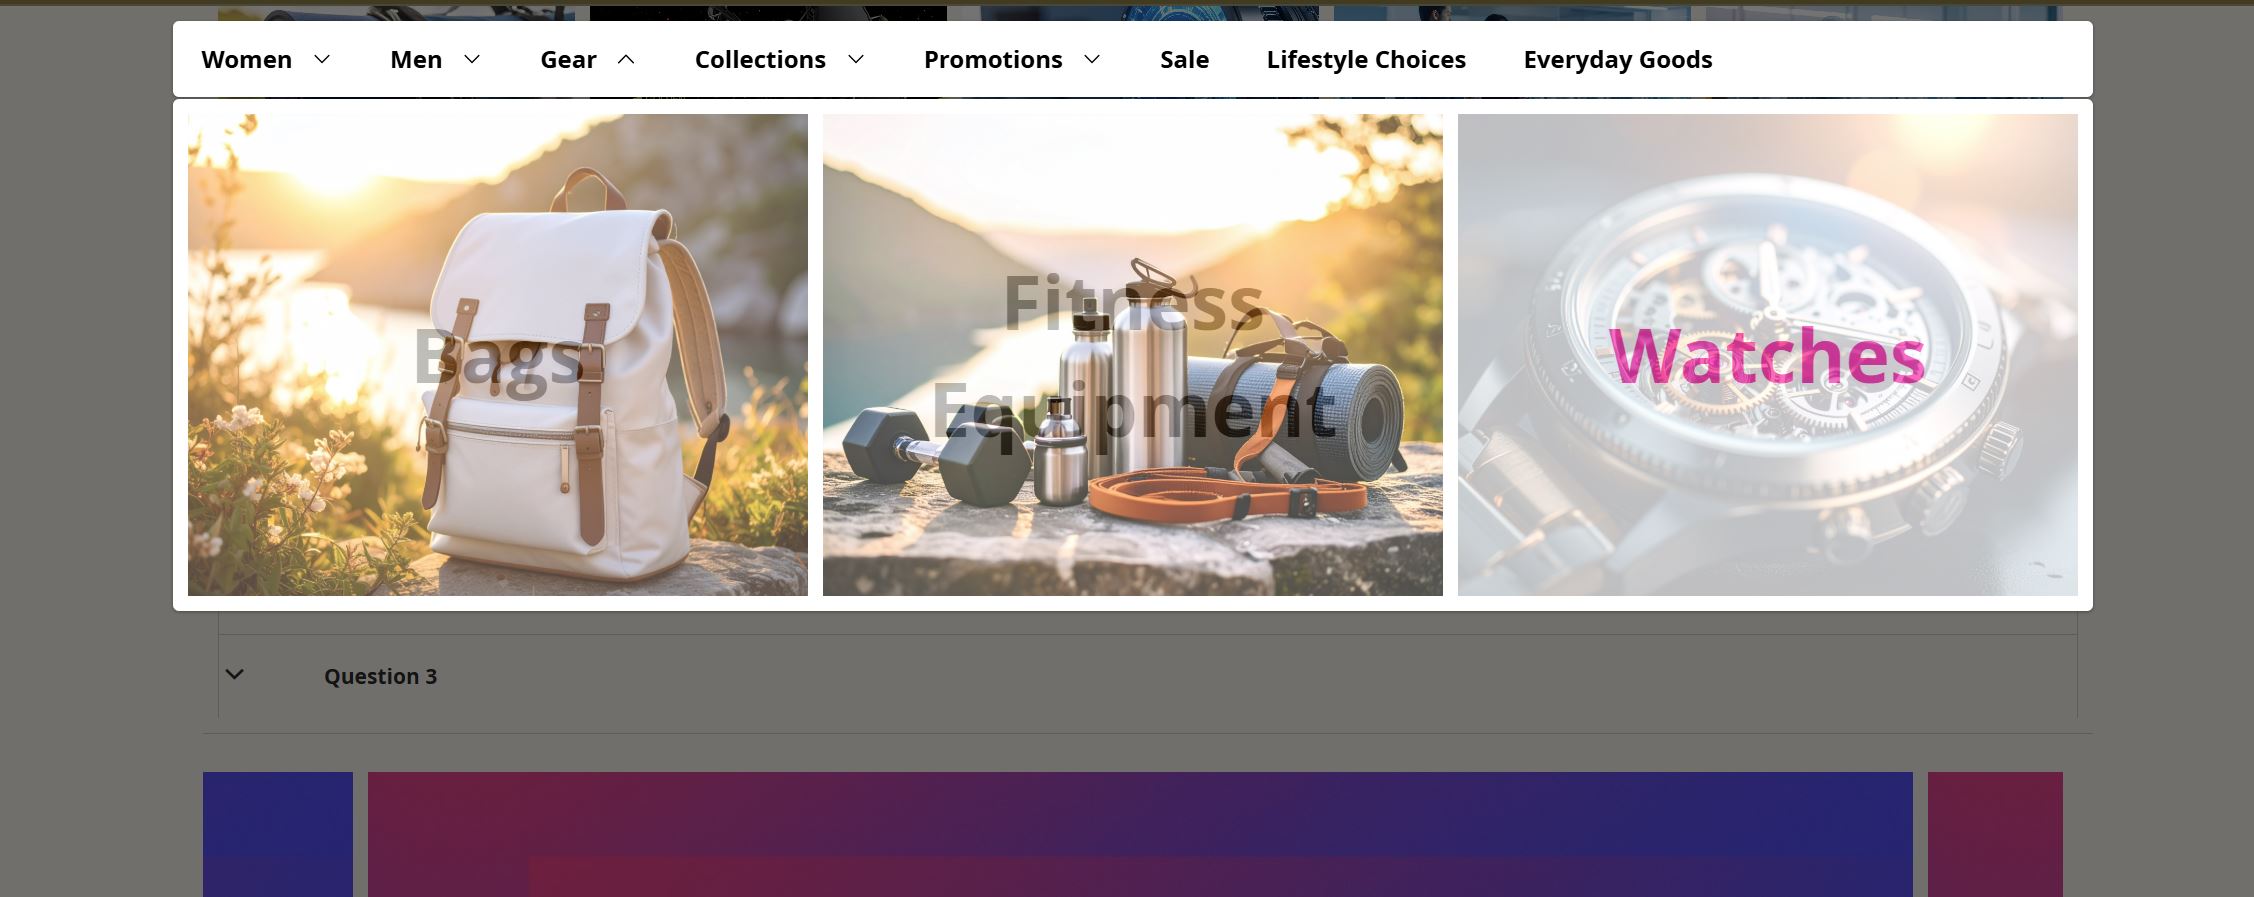 Women Men Gear Collections Promotions Sale Lifestyle Choices Everyday Goods
Bags
Fitness
Equipment
Watches
Question 3